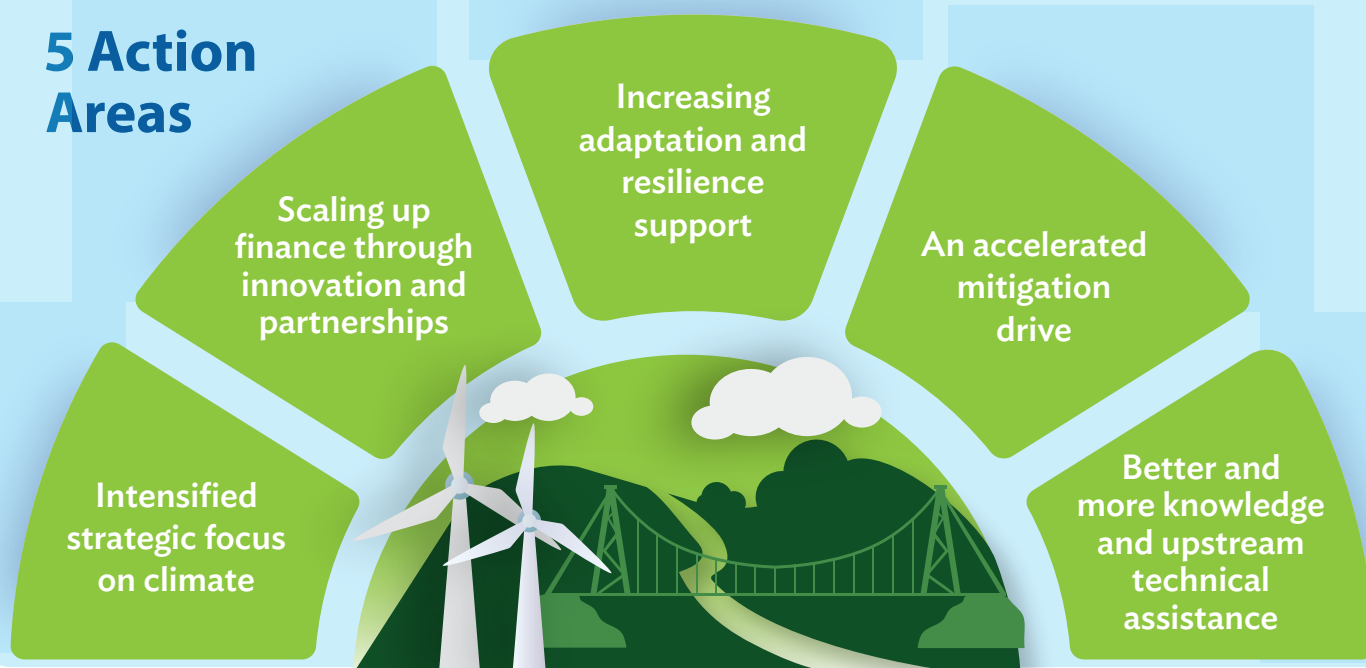 5 Action
Areas
Intensified
strategic focus
on climate
Scaling up
finance through
innovation and
partnerships
Increasing
adaptation and
resilience
support
An accelerated
mitigation
drive
Better and
more knowledge
and upstream
technical
assistance